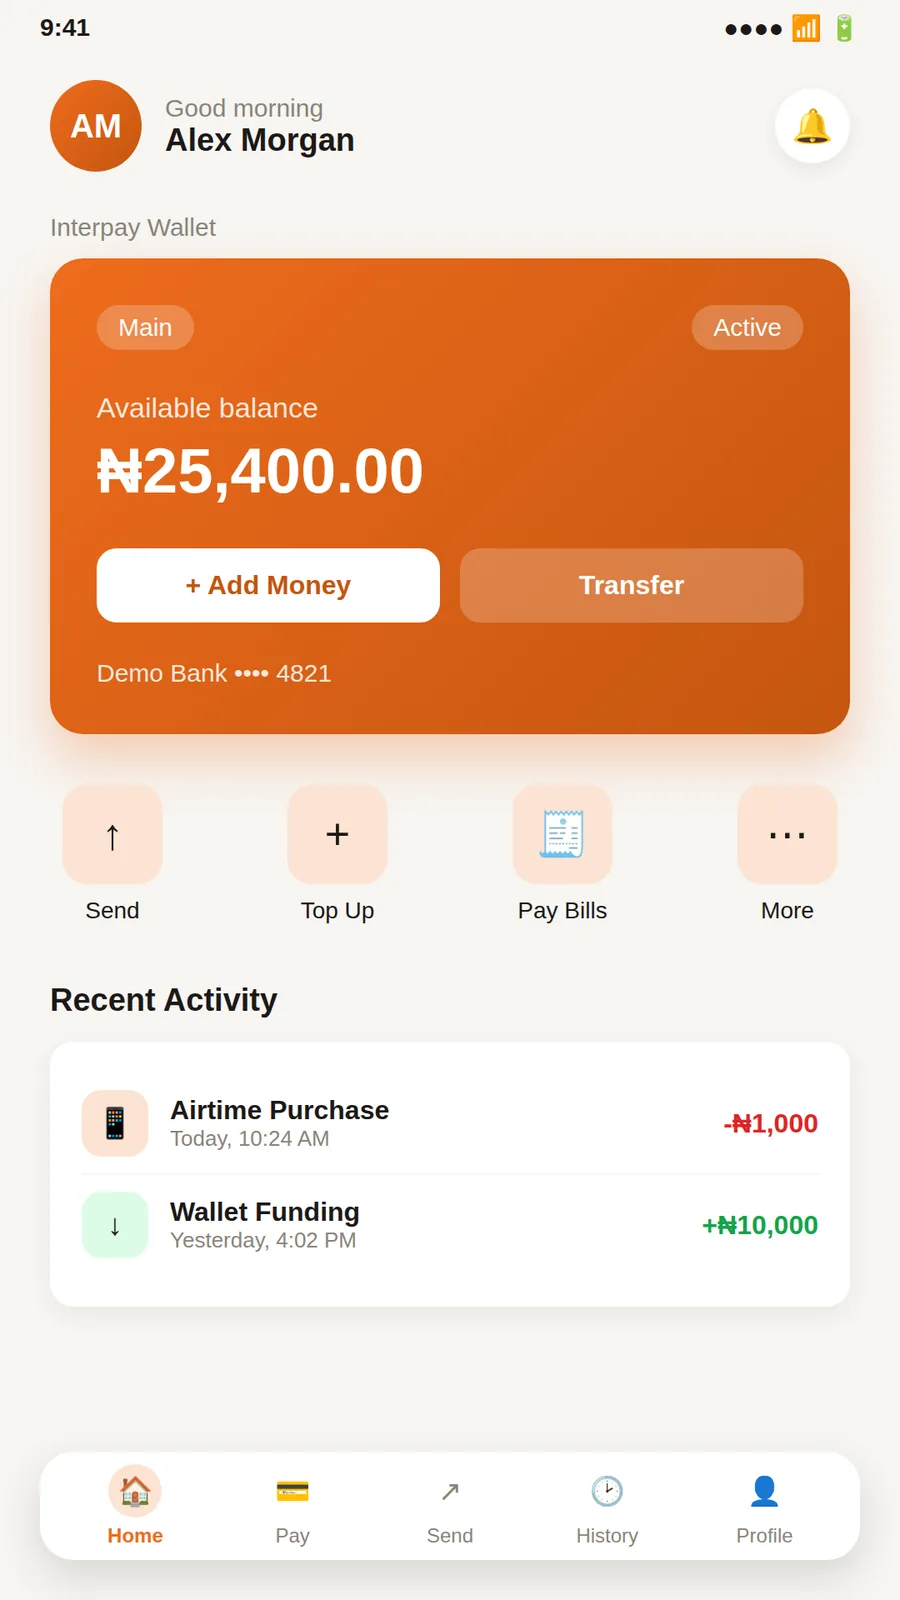 9:41
AM
Good morning
Alex Morgan
Interpay Wallet
Main
Active
Available balance
₦25,400.00
+ Add Money
Transfer
Demo Bank •••• 4821
Send
Top Up
Pay Bills
More
Recent Activity
Airtime Purchase
Today, 10:24 AM
-₦1,000
Wallet Funding
Yesterday, 4:02 PM
+₦10,000
Home
Pay
Send
History
Profile